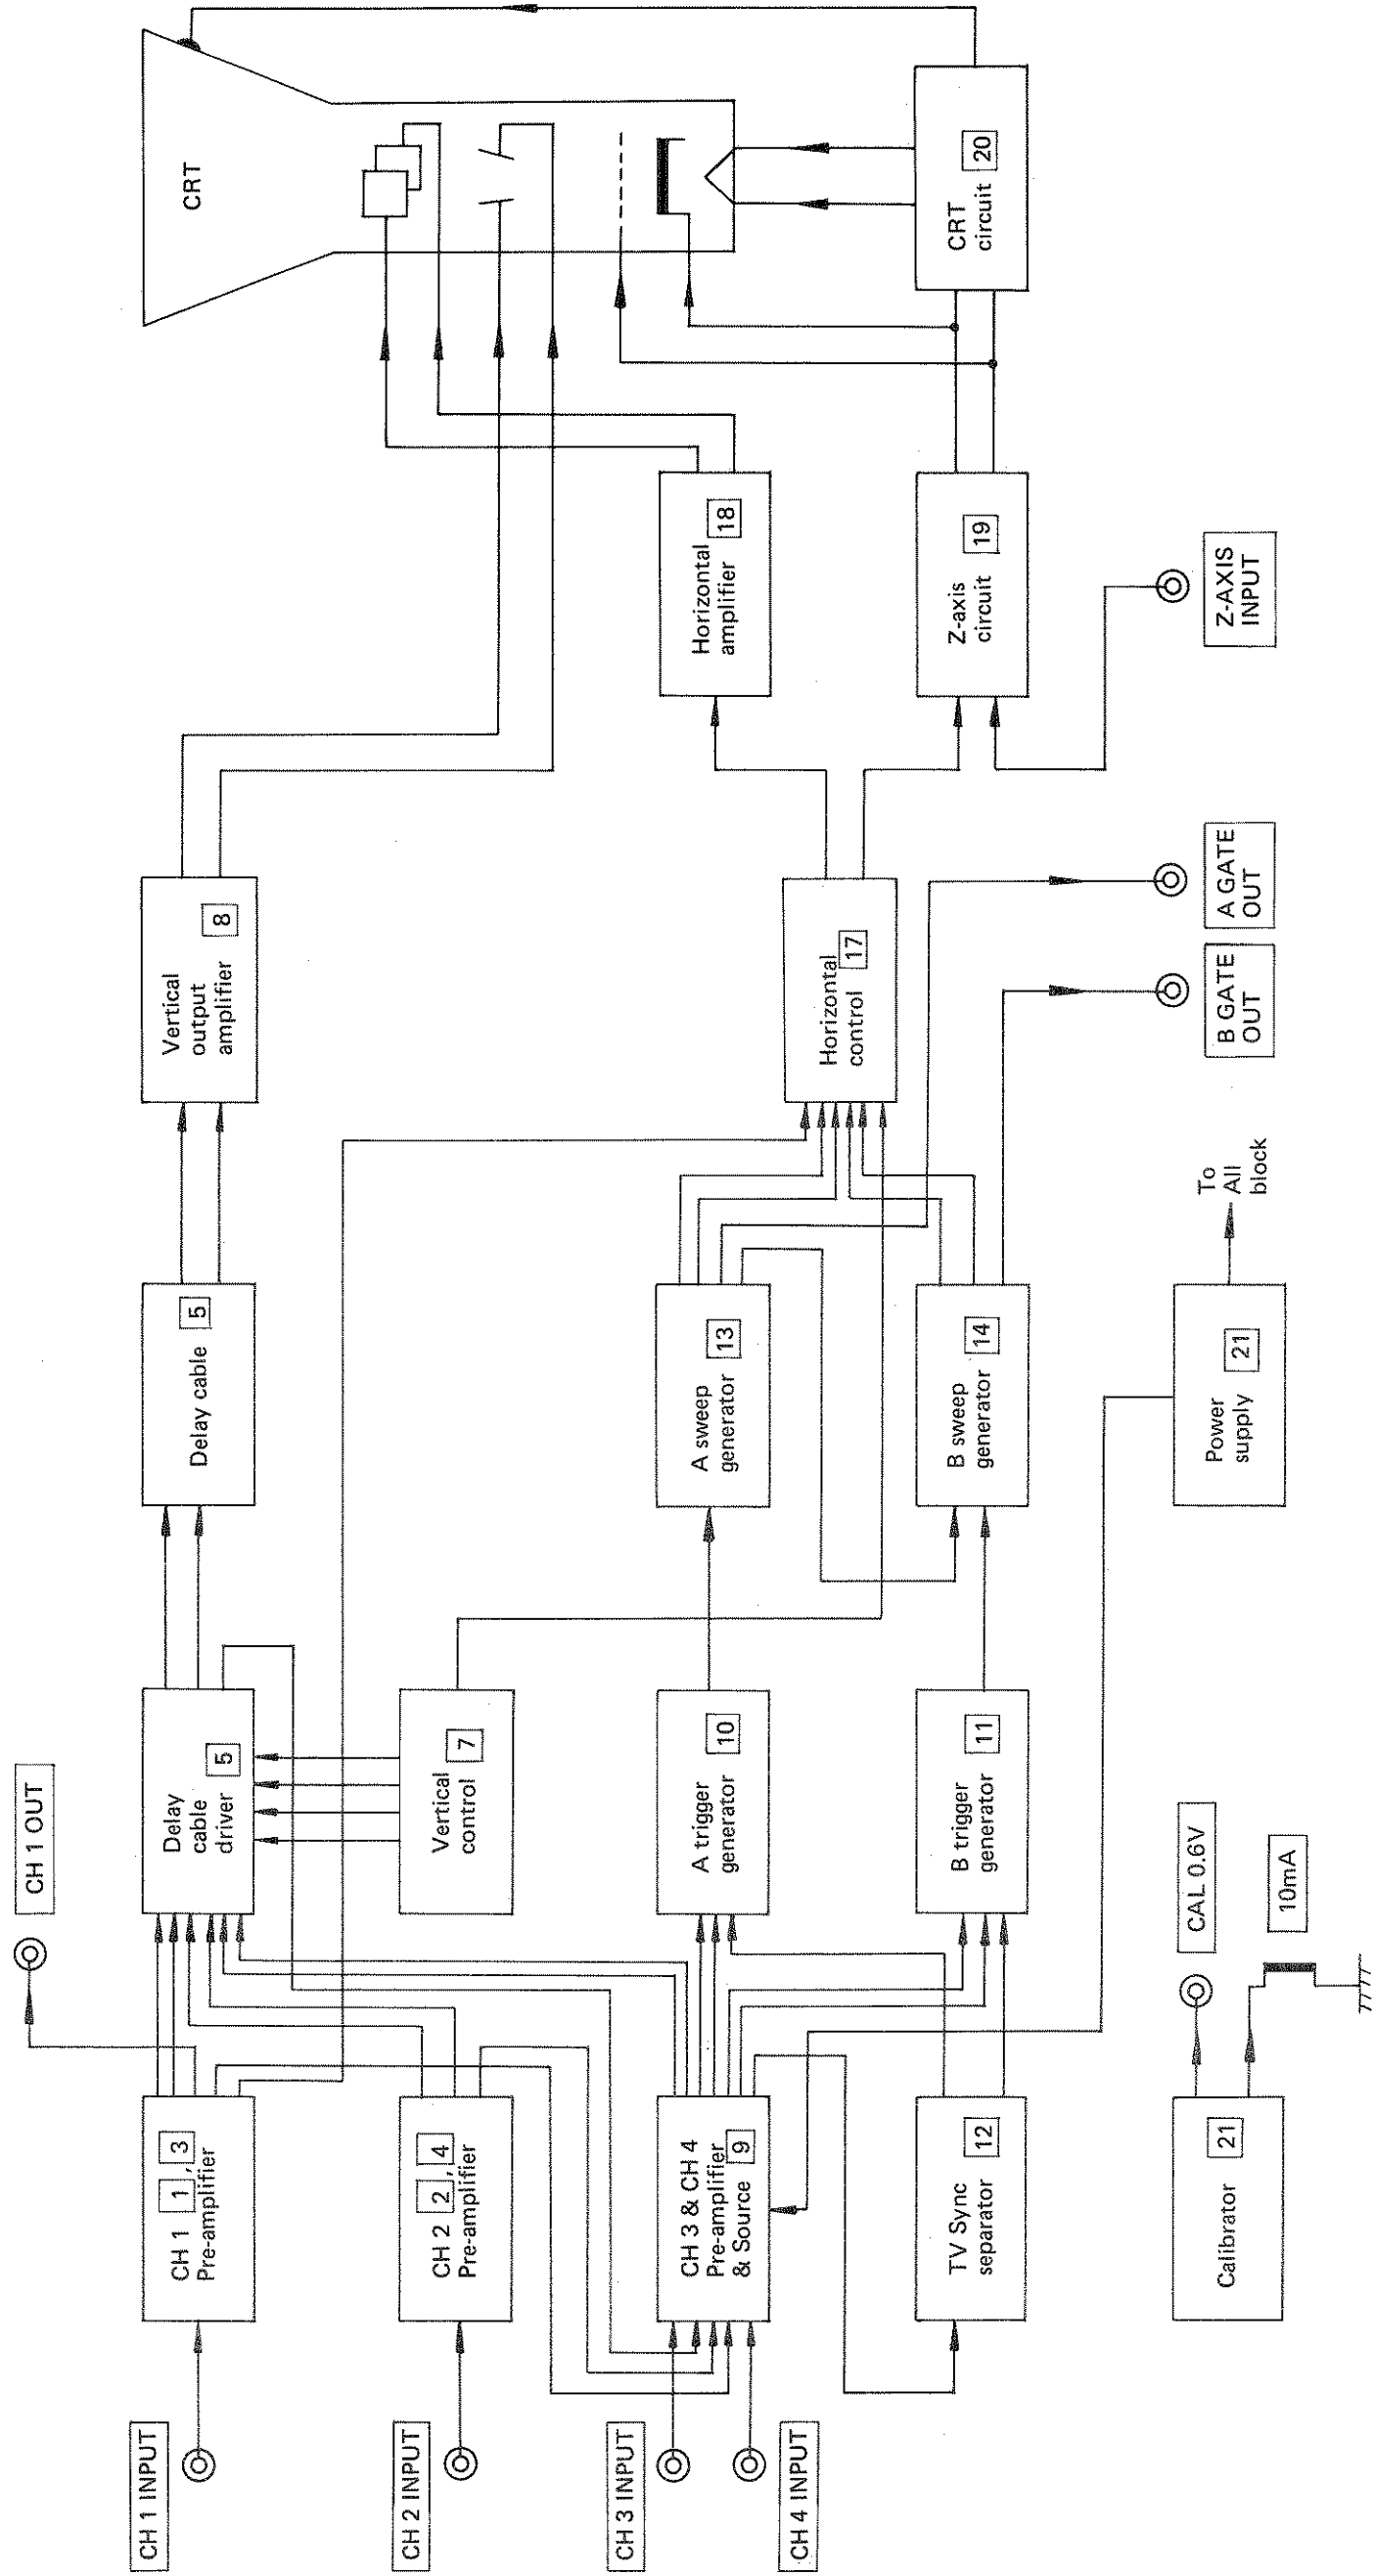 CH 1 INPUT
CH 1 1 , 3
Pre-amplifier
CH 1 OUT
Delay
cable
driver 5
Delay cable 5
Vertical
output
amplifier 8
CRT
CH 2 INPUT
CH 2 2 , 4
Pre-amplifier
Vertical
control 7
CH 3 INPUT
CH 4 INPUT
CH 3 & CH 4
Pre-amplifier
& Source 9
A trigger
generator 10
A sweep
generator 13
Horizontal
control 17
Horizontal
amplifier 18
TV Sync
separator 12
B trigger
generator 11
B sweep
generator 14
Z-axis
circuit 19
CRT
circuit 20
Calibrator 21
CAL 0.6V
10mA
Power
supply 21
To
All
block
B GATE
OUT
A GATE
OUT
Z-AXIS
INPUT